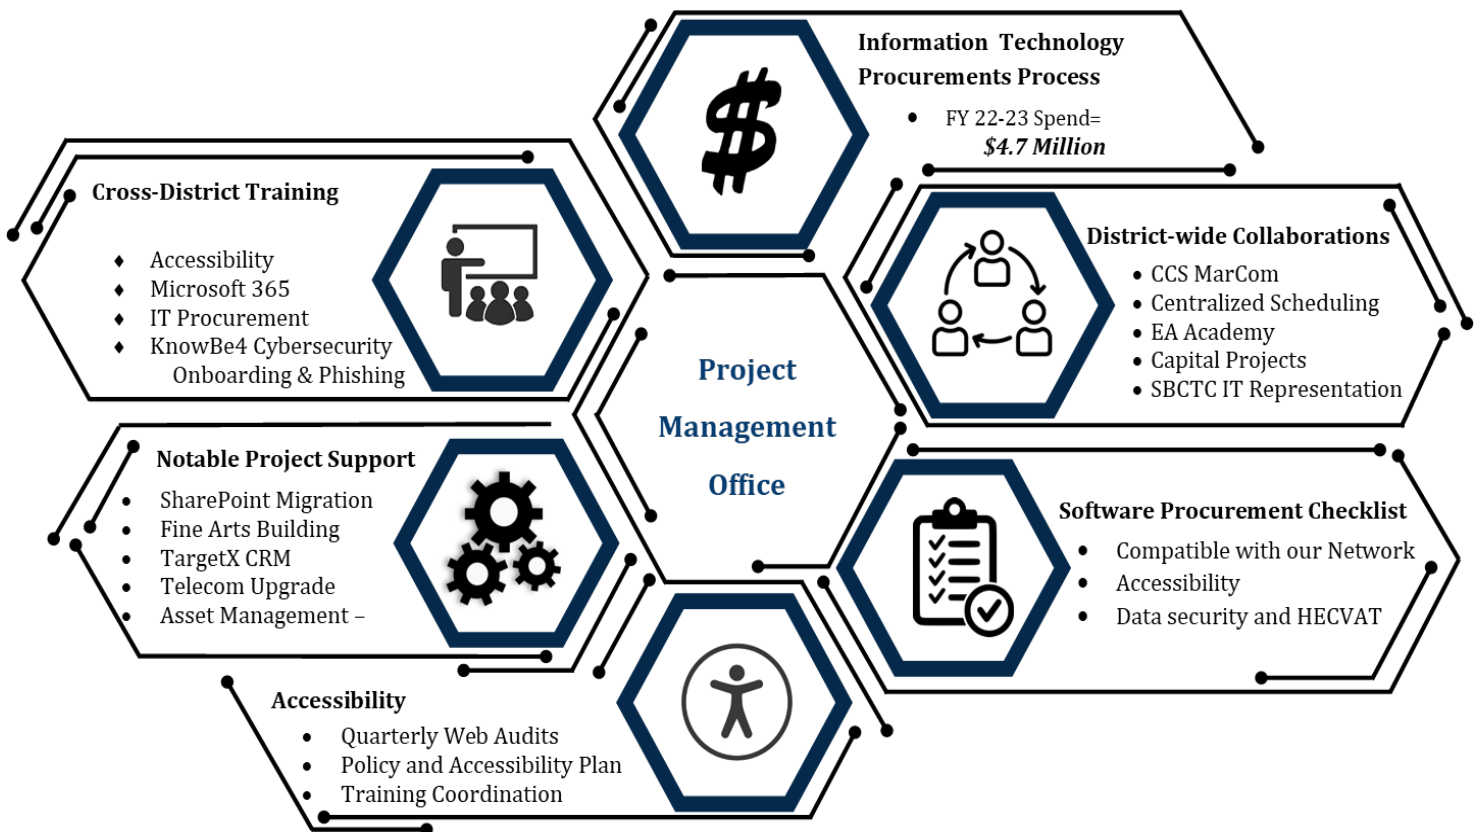 Information Technology
Procurements Process
• FY 22-23 Spend=
$4.7 Million
Cross-District Training
♦ Accessibility
♦ Microsoft 365
♦ IT Procurement
♦ KnowBe4 Cybersecurity
Onboarding & Phishing
District-wide Collaborations
• CCS MarCom
• Centralized Scheduling
• EA Academy
• Capital Projects
• SBCTC IT Representation
Project
Management
Office
Notable Project Support
• SharePoint Migration
• Fine Arts Building
• TargetX CRM
• Telecom Upgrade
• Asset Management –
Software Procurement Checklist
• Compatible with our Network
• Accessibility
• Data security and HECVAT
Accessibility
• Quarterly Web Audits
• Policy and Accessibility Plan
• Training Coordination